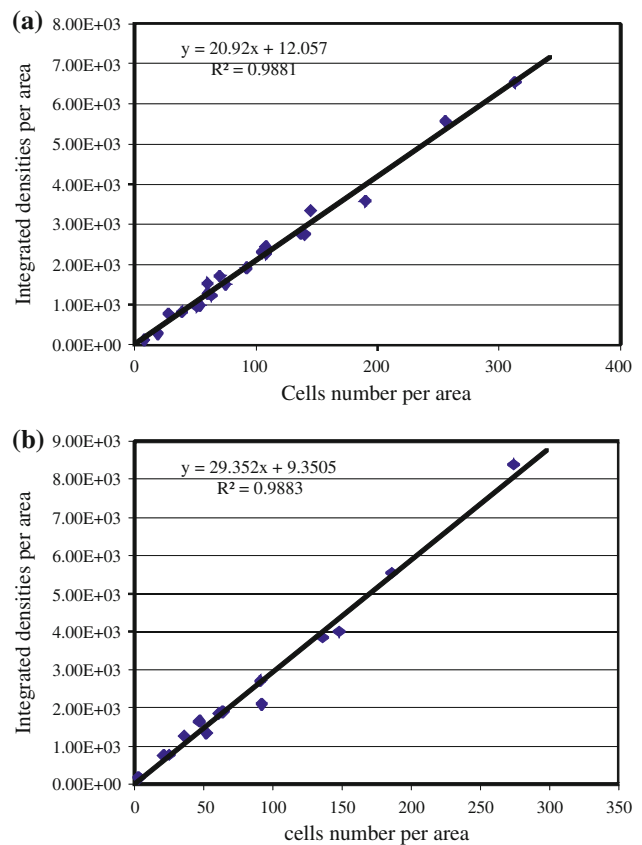 (a)
8.00E+03
7.00E+03
6.00E+03
5.00E+03
4.00E+03
3.00E+03
2.00E+03
1.00E+03
0.00E+00
Integrated densities per area
y = 20.92x + 12.057
R² = 0.9881
0 100 200 300 400
Cells number per area
(b)
9.00E+03
8.00E+03
7.00E+03
6.00E+03
5.00E+03
4.00E+03
3.00E+03
2.00E+03
1.00E+03
0.00E+00
Integrated densities per area
y = 29.352x + 9.3505
R² = 0.9883
0 50 100 150 200 250 300 350
cells number per area